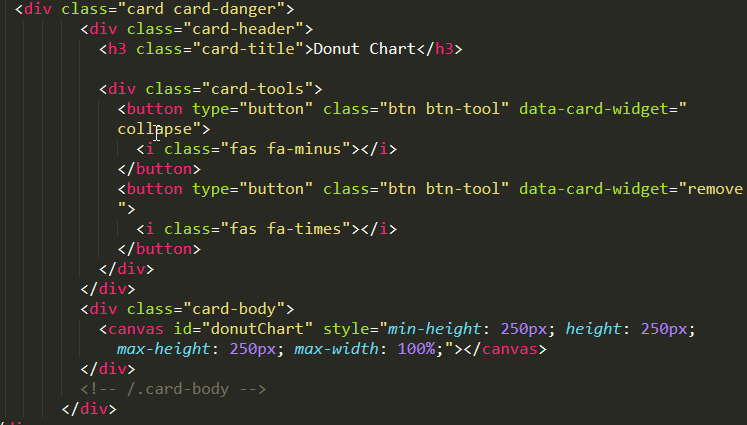 <div class="card card-danger">
<div class="card-header">
<h3 class="card-title">Donut Chart</h3>
<div class="card-tools">
<button type="button" class="btn btn-tool" data-card-widget="
collapse">
<i class="fas fa-minus"></i>
</button>
<button type="button" class="btn btn-tool" data-card-widget="remove
">
<i class="fas fa-times"></i>
</button>
</div>
</div>
<div class="card-body">
<canvas id="donutChart" style="min-height: 250px; height: 250px;
max-height: 250px; max-width: 100%;"></canvas>
</div>
<!-- /.card-body -->
</div>